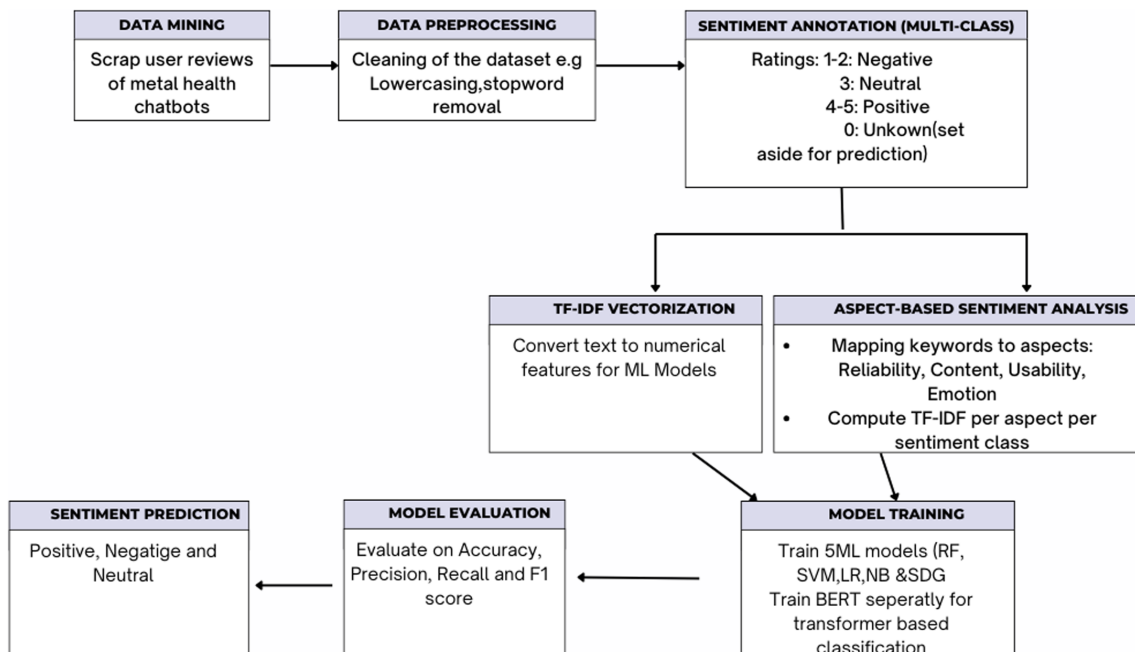 DATA MINING
Scrap user reviews
of metal health
chatbots
DATA PREPROCESSING
Cleaning of the dataset e.g
Lowercasing,stopword
removal
SENTIMENT ANNOTATION (MULTI-CLASS)
Ratings: 1-2: Negative
3: Neutral
4-5: Positive
0: Unkown(set
aside for prediction)
TF-IDF VECTORIZATION
Convert text to numerical
features for ML Models
ASPECT-BASED SENTIMENT ANALYSIS
• Mapping keywords to aspects:
Reliability, Content, Usability,
Emotion
• Compute TF-IDF per aspect per
sentiment class
MODEL TRAINING
Train 5ML models (RF,
SVM,LR,NB &SDG
Train BERT seperatly for
transformer based
classification
MODEL EVALUATION
Evaluate on Accuracy,
Precision, Recall and F1
score
SENTIMENT PREDICTION
Positive, Negatige and
Neutral